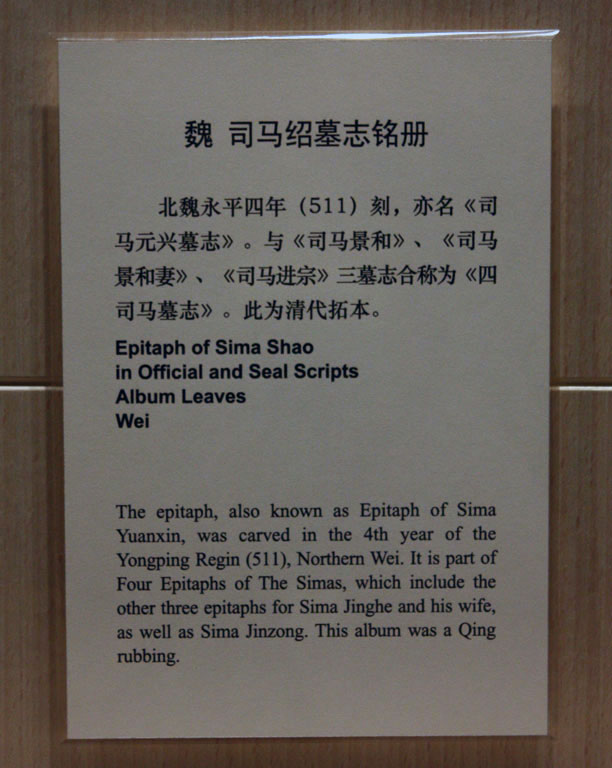 魏 司马绍墓志铭册
北魏永平四年（511）刻，亦名《司
马元兴墓志》。与《司马景和》、《司马
景和妻》、《司马进宗》三墓志合称为《四
司马墓志》。此为清代拓本。
Epitaph of Sima Shao
in Official and Seal Scripts
Album Leaves
Wei
The epitaph, also known as Epitaph of Sima
Yuanxin, was carved in the 4th year of the
Yongping Regin (511), Northern Wei. It is part of
Four Epitaphs of The Simas, which include the
other three epitaphs for Sima Jinghe and his wife,
as well as Sima Jinzong. This album was a Qing
rubbing.